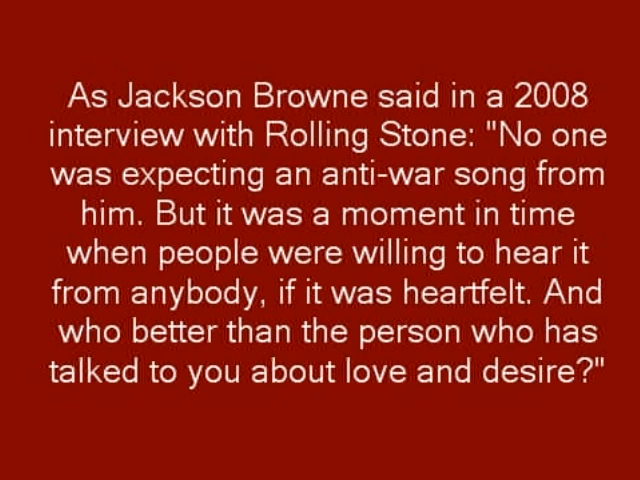 As Jackson Browne said in a 2008
interview with Rolling Stone: "No one
was expecting an anti-war song from
him. But it was a moment in time
when people were willing to hear it
from anybody, if it was heartfelt. And
who better than the person who has
talked to you about love and desire?"